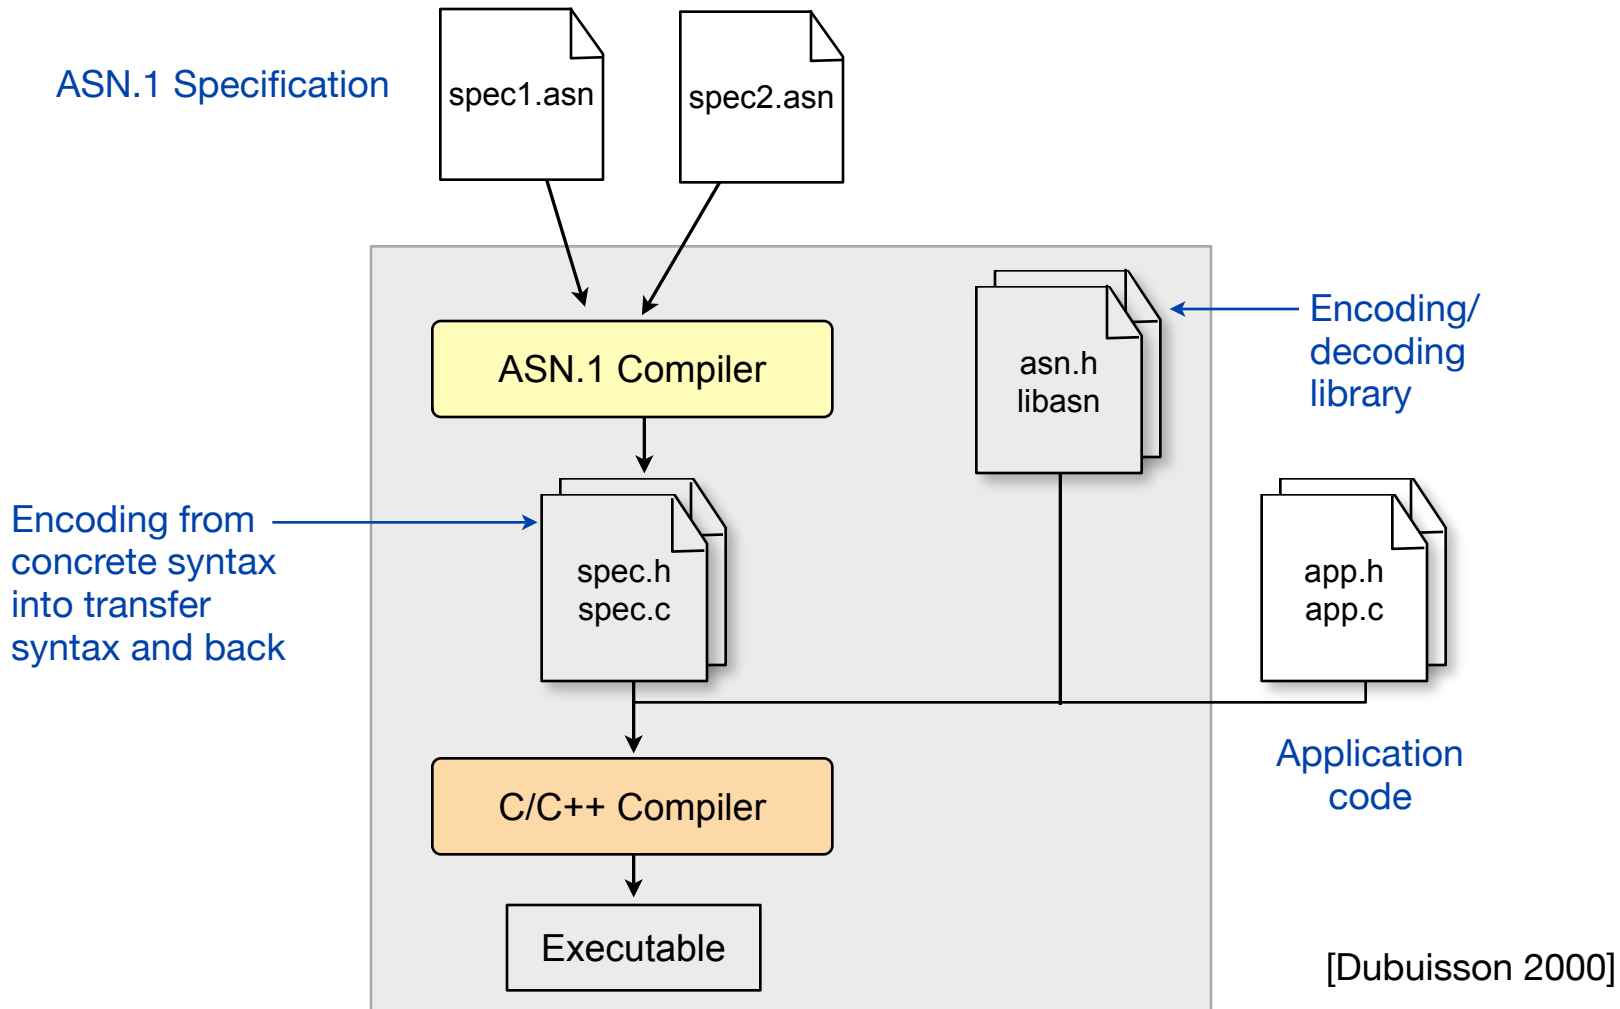 ASN.1 Specification
spec1.asn
spec2.asn
ASN.1 Compiler
asn.h
libasn
Encoding/
decoding
library
Encoding from
concrete syntax
into transfer
syntax and back
spec.h
spec.c
app.h
app.c
Application
code
C/C++ Compiler
Executable
[Dubuisson 2000]